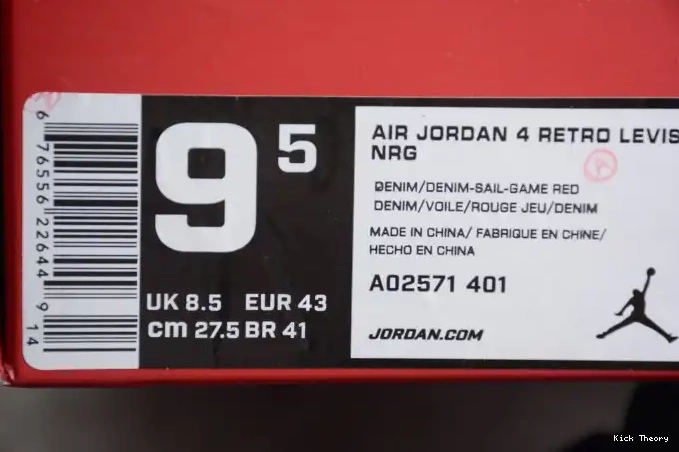 6 76556 22644 9 14
9 5
UK 8.5 EUR 43
cm 27.5 BR 41
AIR JORDAN 4 RETRO LEVIS
NRG
DENIM/DENIM-SAIL-GAME RED
DENIM/VOILE/ROUGE JEU/DENIM
MADE IN CHINA/ FABRIQUE EN CHINE/
HECHO EN CHINA
AO2571 401
JORDAN.COM
Kick Theory